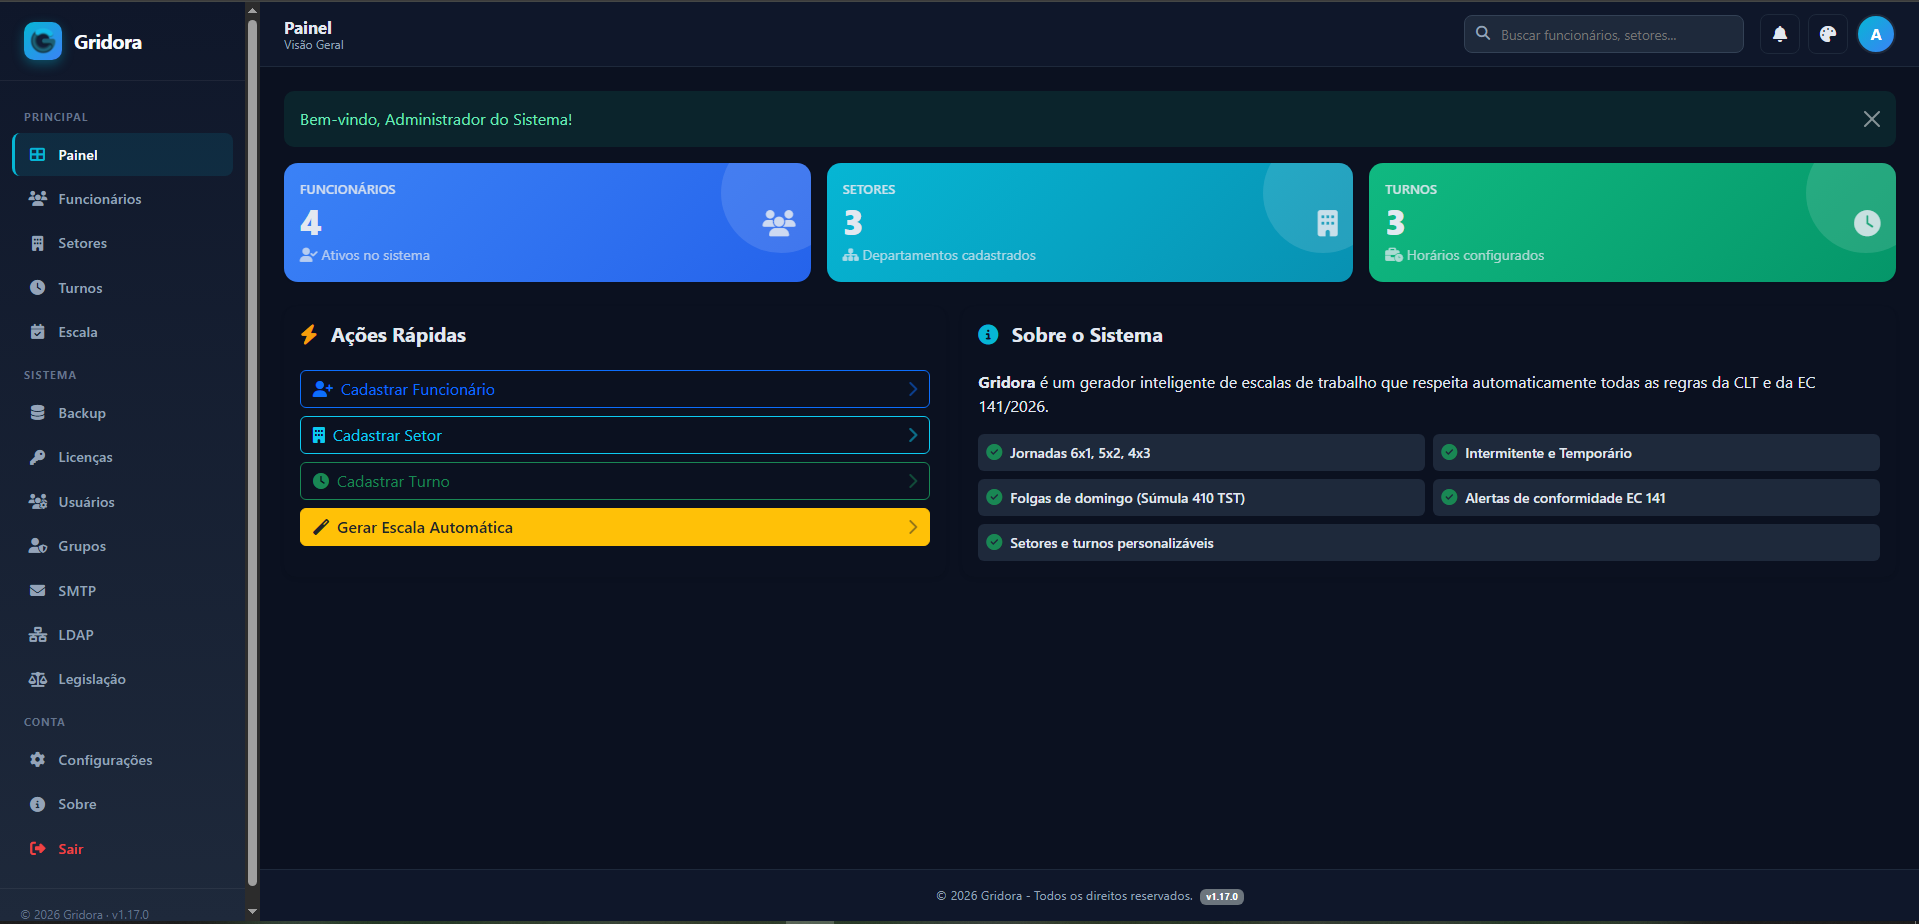 Gridora
PRINCIPAL
Painel
Funcionários
Setores
Turnos
Escala
SISTEMA
Backup
Licenças
Usuários
Grupos
SMTP
LDAP
Legislação
CONTA
Configurações
Sobre
Sair
© 2026 Gridora · v1.17.0
Painel
Visão Geral
Buscar funcionários, setores...
A
Bem-vindo, Administrador do Sistema!
FUNCIONÁRIOS
4
Ativos no sistema
SETORES
3
Departamentos cadastrados
TURNOS
3
Horários configurados
Ações Rápidas
Cadastrar Funcionário
Cadastrar Setor
Cadastrar Turno
Gerar Escala Automática
Sobre o Sistema
Gridora é um gerador inteligente de escalas de trabalho que respeita automaticamente todas as regras da CLT e da EC
141/2026.
Jornadas 6x1, 5x2, 4x3
Intermitente e Temporário
Folgas de domingo (Súmula 410 TST)
Alertas de conformidade EC 141
Setores e turnos personalizáveis
© 2026 Gridora - Todos os direitos reservados. v1.17.0